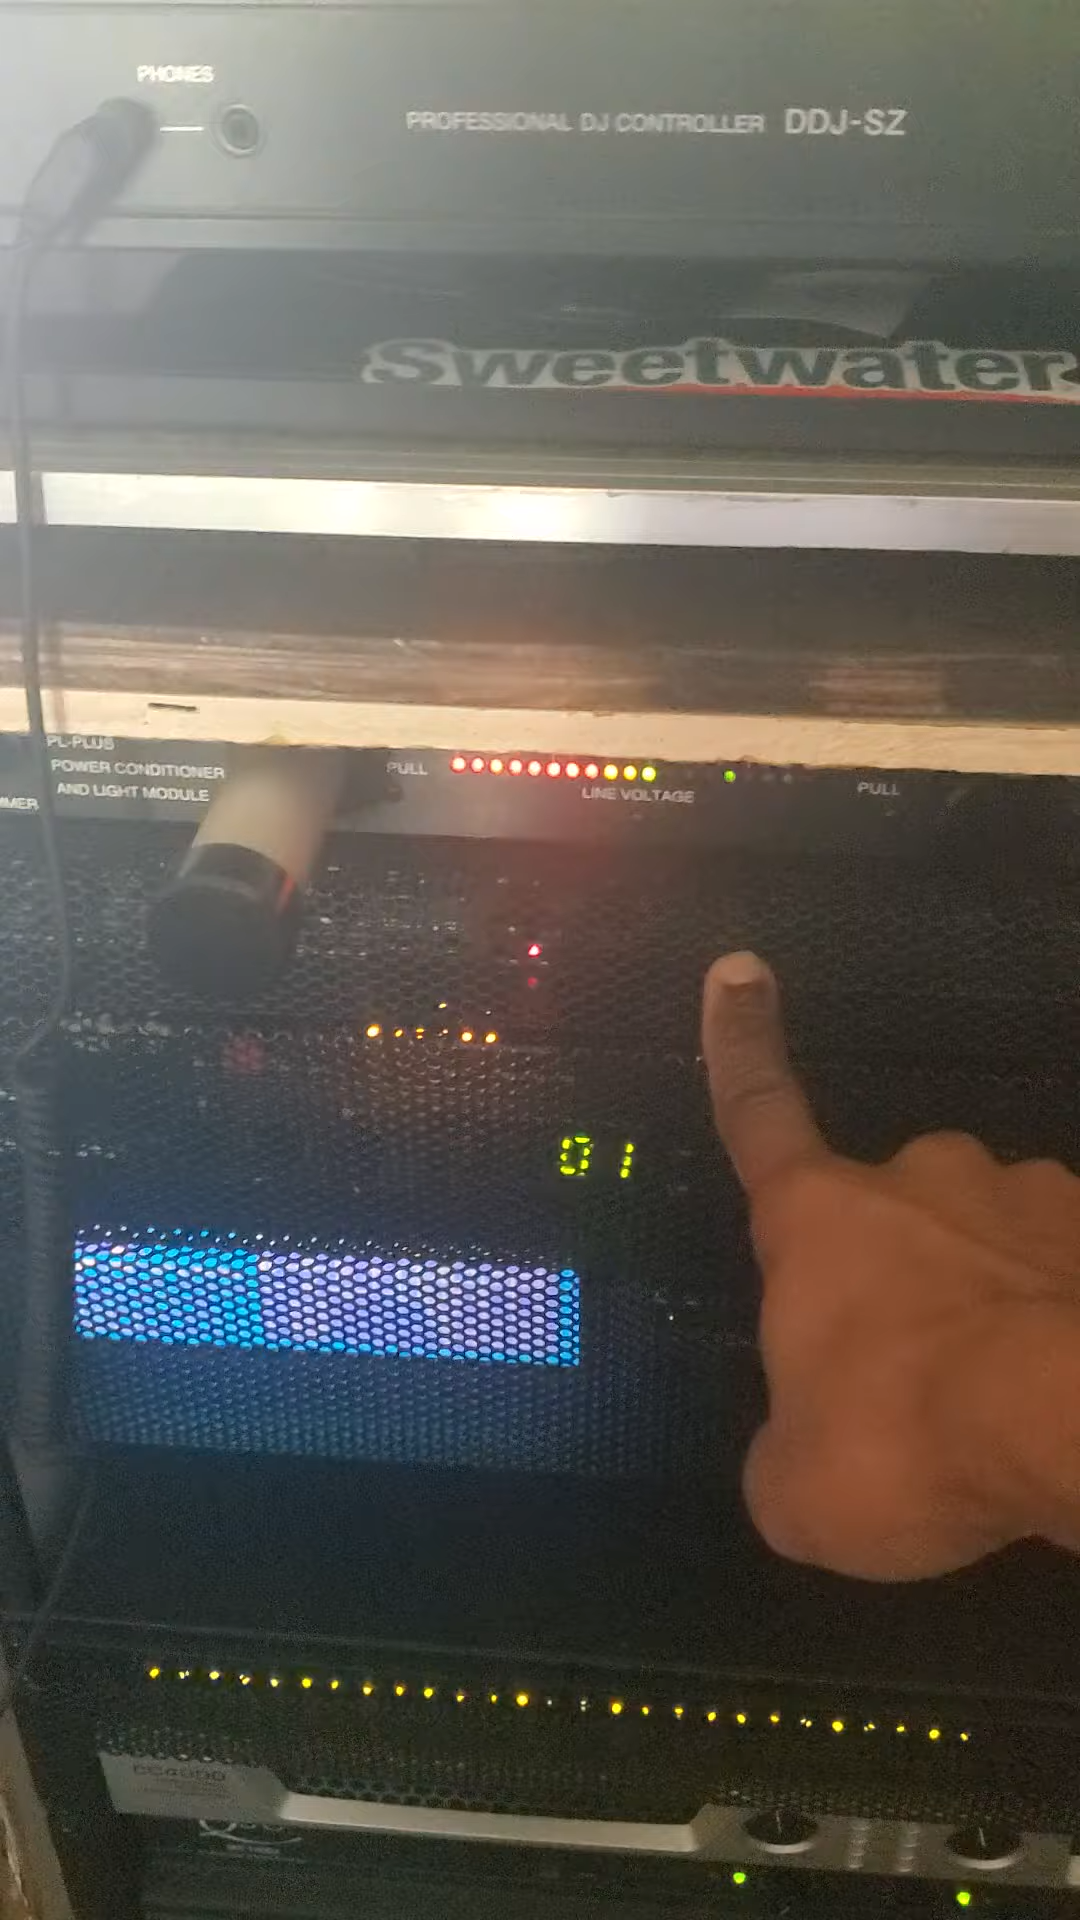 PHONES
PROFESSIONAL DJ CONTROLLER DDJ-SZ
Sweetwater
PL-PLUS
POWER CONDITIONER
AND LIGHT MODULE
PULL
LINE VOLTAGE
PULL
01